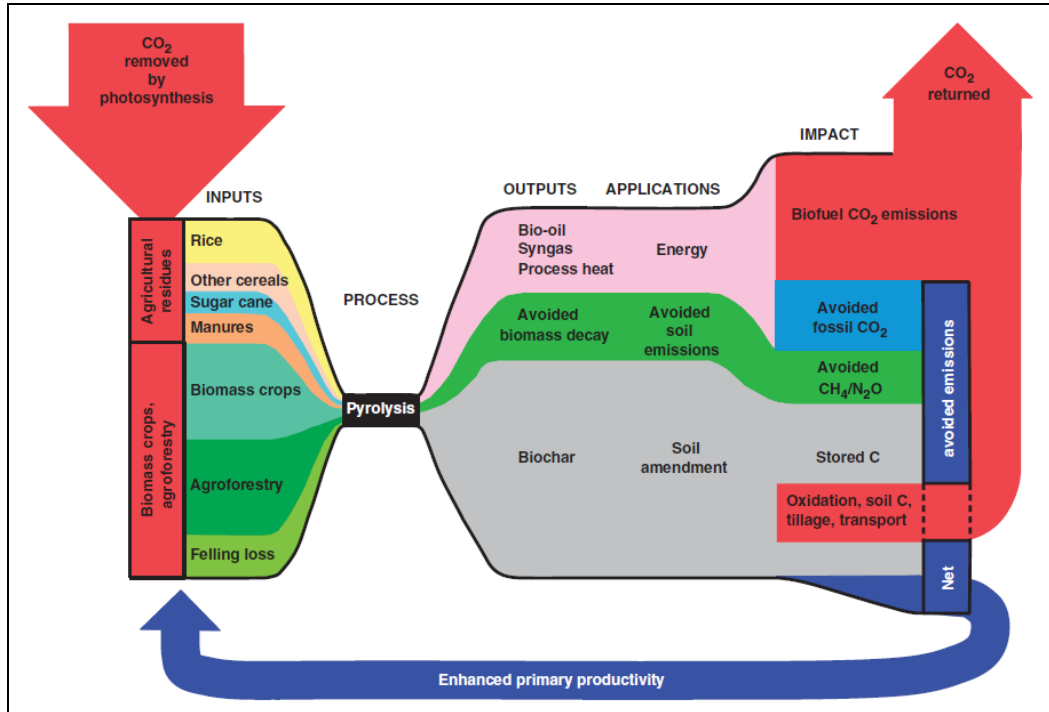 CO2
removed
by
photosynthesis
CO2
returned
IMPACT
INPUTS
OUTPUTS
APPLICATIONS
PROCESS
Agricultural
residues
Biomass crops,
agroforestry
Rice
Other cereals
Sugar cane
Manures
Biomass crops
Agroforestry
Felling loss
Pyrolysis
Bio-oil
Syngas
Process heat
Energy
Biofuel CO2 emissions
Avoided
biomass decay
Avoided
soil
emissions
Avoided
fossil CO2
Avoided
CH4/N2O
Biochar
Soil
amendment
Stored C
Oxidation, soil C,
tillage, transport
avoided emissions
Net
Enhanced primary productivity